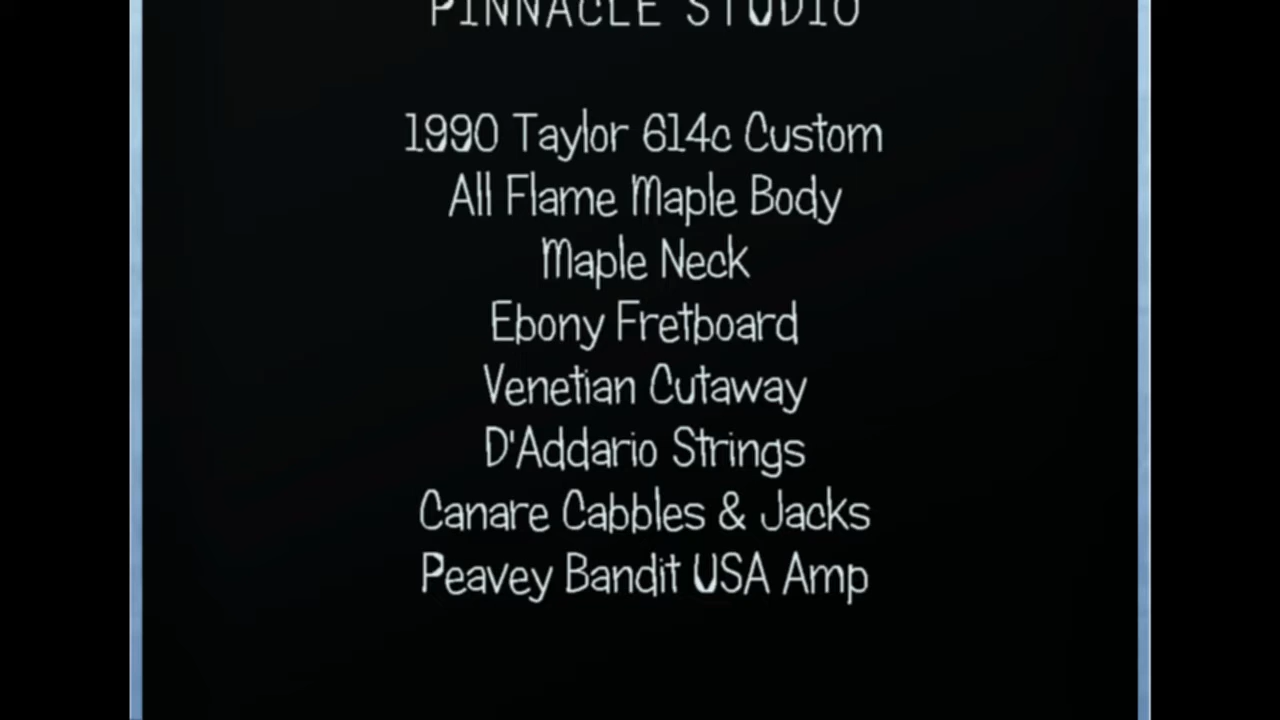 PINNACLE STUDIO
1990 Taylor 614c Custom
All Flame Maple Body
Maple Neck
Ebony Fretboard
Venetian Cutaway
D'Addario Strings
Canare Cabbles & Jacks
Peavey Bandit USA Amp